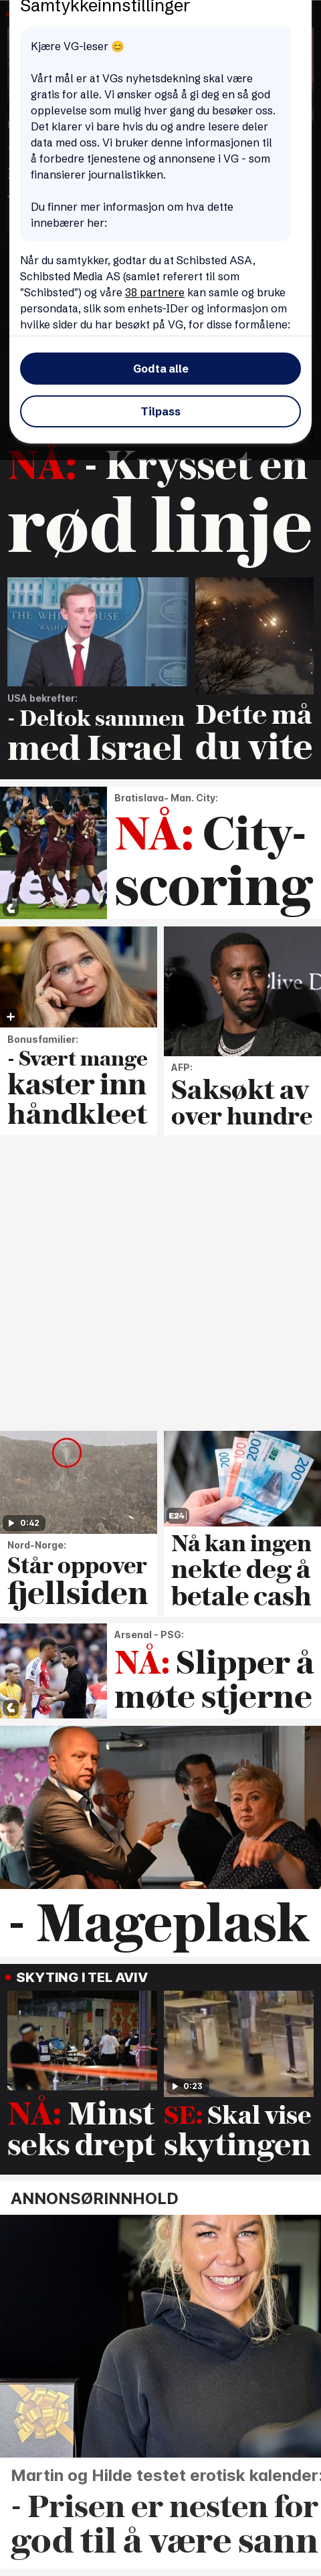 Samtykkeinnstillinger
Kjære VG-leser 😊
Vårt mål er at VGs nyhetsdekning skal være
gratis for alle. Vi ønsker også å gi deg en så god
opplevelse som mulig hver gang du besøker oss.
Det klarer vi bare hvis du og andre lesere deler
data med oss. Vi bruker denne informasjonen til
å forbedre tjenestene og annonsene i VG - som
finansierer journalistikken.
Du finner mer informasjon om hva dette
innebærer her:
Når du samtykker, godtar du at Schibsted ASA,
Schibsted Media AS (samlet referert til som
"Schibsted") og våre 38 partnere kan samle og bruke
persondata, slik som enhets-IDer og informasjon om
hvilke sider du har besøkt på VG, for disse formålene:
Godta alle
Tilpass
NÅ: - Krysset en
rød linje
THE WHITE HOUSE
WASHINGTON
USA bekrefter:
- Deltok sammen
med Israel
Dette må
du vite
Bratislava- Man. City:
NÅ: City-
scoring
Bonusfamilier:
- Svært mange
kaster inn
håndkleet
Clive D
AFP:
Saksøkt av
over hundre
0:42
Nord-Norge:
Står oppover
fjellsiden
E24
Nå kan ingen
nekte deg å
betale cash
Arsenal - PSG:
NÅ: Slipper å
møte stjerne
- Mageplask
SKYTING I TEL AVIV
NÅ: Minst
seks drept
0:23
SE: Skal vise
skytingen
ANNONSØRINNHOLD
Martin og Hilde testet erotisk kalender:
- Prisen er nesten for
god til å være sann